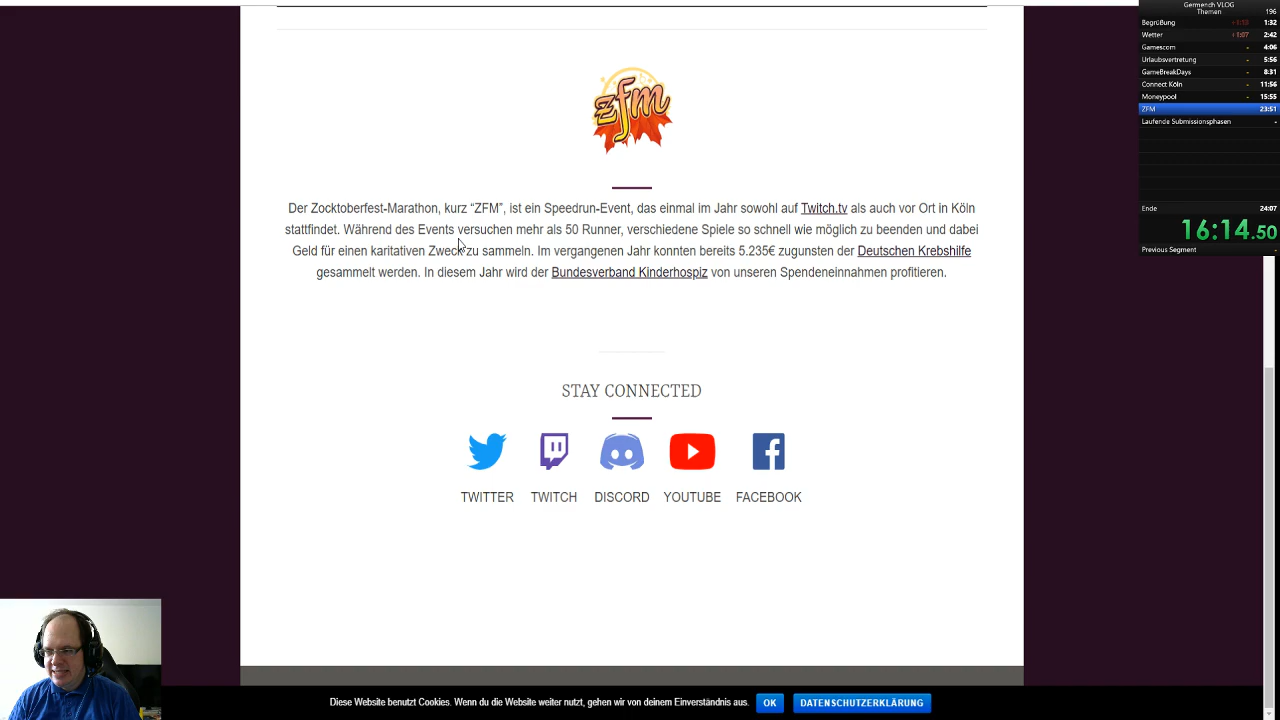 Germench VLOG
Themen 196
Begrüßung +1:13 1:32
Wetter +1:07 2:42
Gamescom - 4:06
Urlaubsvertretung - 5:56
GameBreakDays - 8:31
Connect Köln - 11:56
Moneypool - 15:55
ZFM 23:51
Laufende Submissionsphasen -
Ende 24:07
16:14.50
Previous Segment -
zfm
Der Zocktoberfest-Marathon, kurz “ZFM”, ist ein Speedrun-Event, das einmal im Jahr sowohl auf Twitch.tv als auch vor Ort in Köln
stattfindet. Während des Events versuchen mehr als 50 Runner, verschiedene Spiele so schnell wie möglich zu beenden und dabei
Geld für einen karitativen Zweck zu sammeln. Im vergangenen Jahr konnten bereits 5.235€ zugunsten der Deutschen Krebshilfe
gesammelt werden. In diesem Jahr wird der Bundesverband Kinderhospiz von unseren Spendeneinnahmen profitieren.
STAY CONNECTED
TWITTER TWITCH DISCORD YOUTUBE FACEBOOK
Diese Website benutzt Cookies. Wenn du die Website weiter nutzt, gehen wir von deinem Einverständnis aus. OK DATENSCHUTZERKLÄRUNG